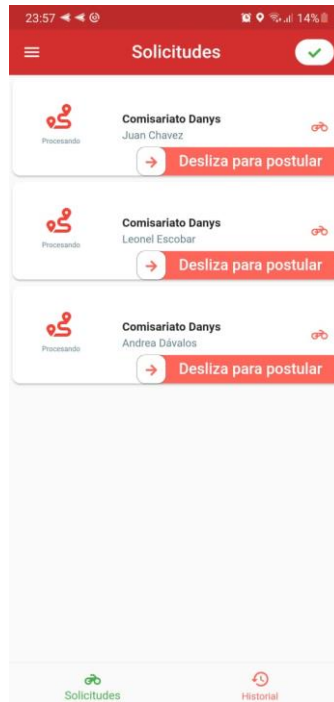 23:57
14%
Solicitudes
Comisariato Danys
Juan Chavez
Procesando
Desliza para postular
Comisariato Danys
Leonel Escobar
Procesando
Desliza para postular
Comisariato Danys
Andrea Dávalos
Procesando
Desliza para postular
Solicitudes
Historial